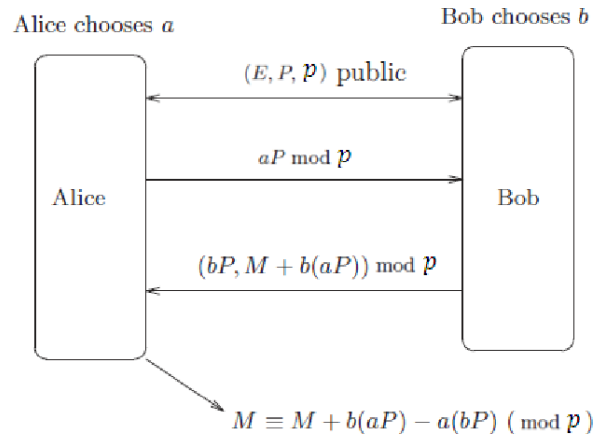 Alice chooses a
Bob chooses b
(E, P, p) public
aP mod p
Alice
Bob
(bP, M + b(aP)) mod p
M ≡ M + b(aP) − a(bP) ( mod p )